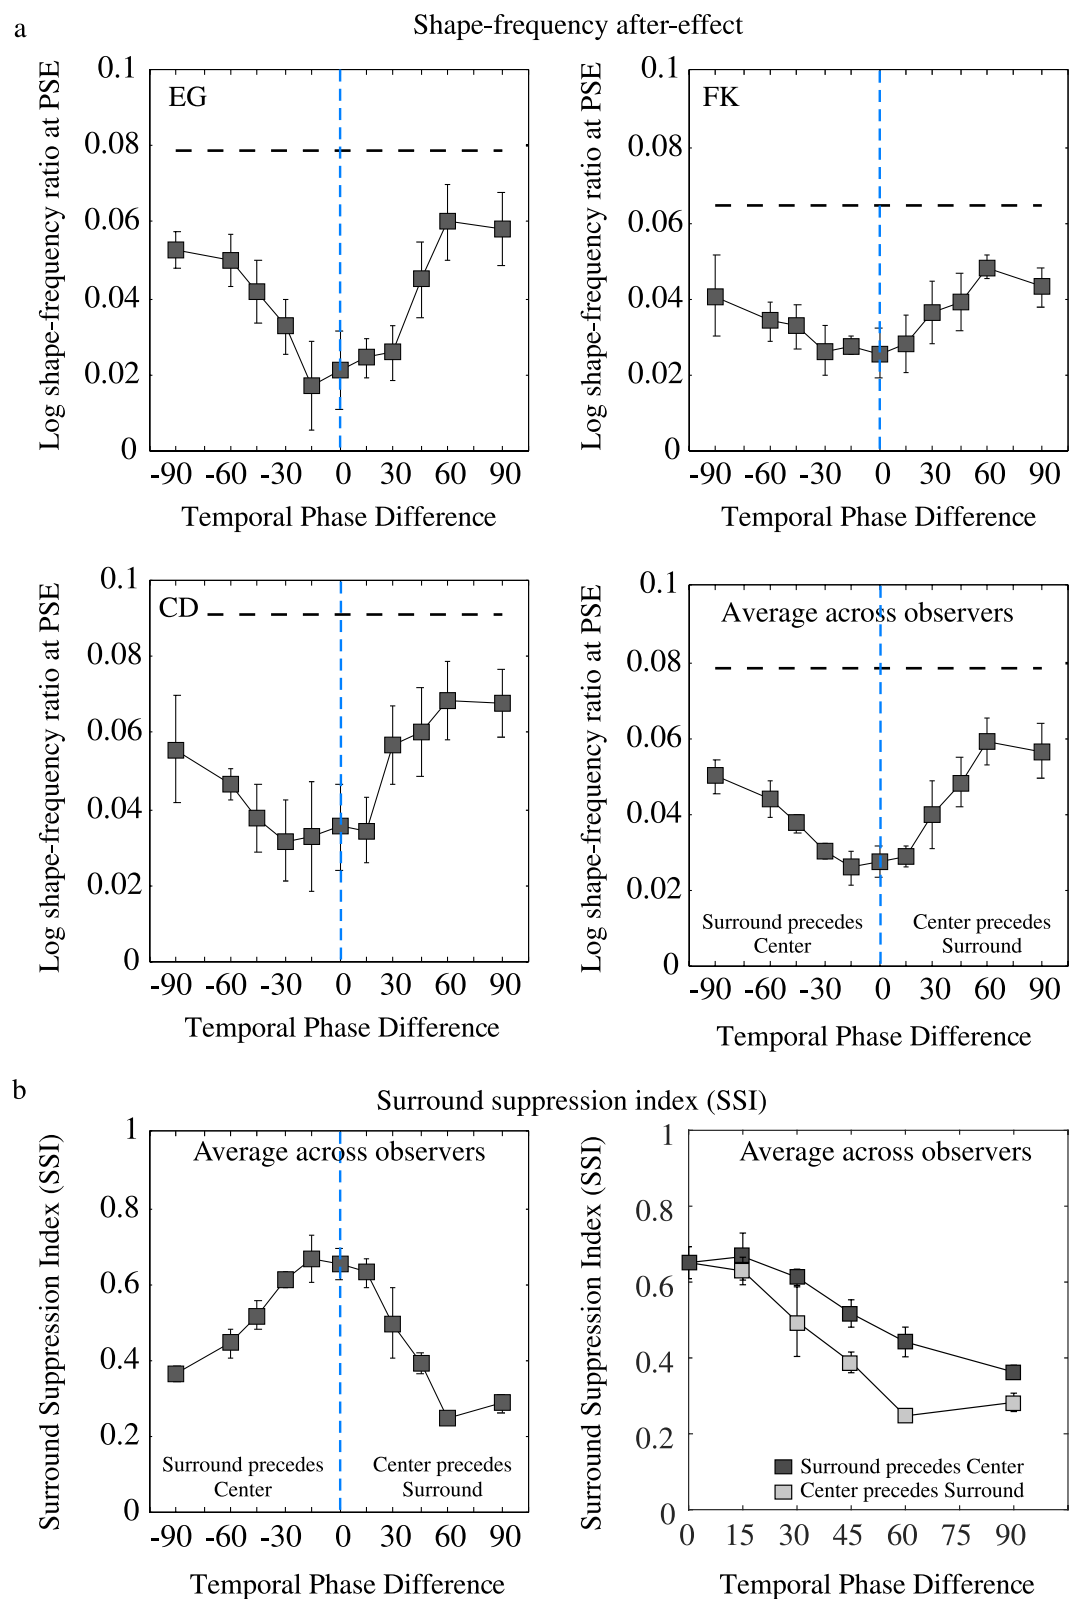 a
Shape-frequency after-effect
Log shape-frequency ratio at PSE
0.1
0.08
0.06
0.04
0.02
0
EG
-90 -60 -30 0 30 60 90
Temporal Phase Difference
Log shape-frequency ratio at PSE
0.1
0.08
0.06
0.04
0.02
0
FK
-90 -60 -30 0 30 60 90
Temporal Phase Difference
Log shape-frequency ratio at PSE
0.1
0.08
0.06
0.04
0.02
0
CD
-90 -60 -30 0 30 60 90
Temporal Phase Difference
Log shape-frequency ratio at PSE
0.1
0.08
0.06
0.04
0.02
0
Average across observers
Surround precedes
Center
Center precedes
Surround
-90 -60 -30 0 30 60 90
Temporal Phase Difference
b
Surround suppression index (SSI)
Surround Suppression Index (SSI)
1
0.8
0.6
0.4
0.2
0
Average across observers
Surround precedes
Center
Center precedes
Surround
-90 -60 -30 0 30 60 90
Temporal Phase Difference
Surround Suppression Index (SSI)
1
0.8
0.6
0.4
0.2
0
Average across observers
Surround precedes Center
Center precedes Surround
0 15 30 45 60 75 90
Temporal Phase Difference